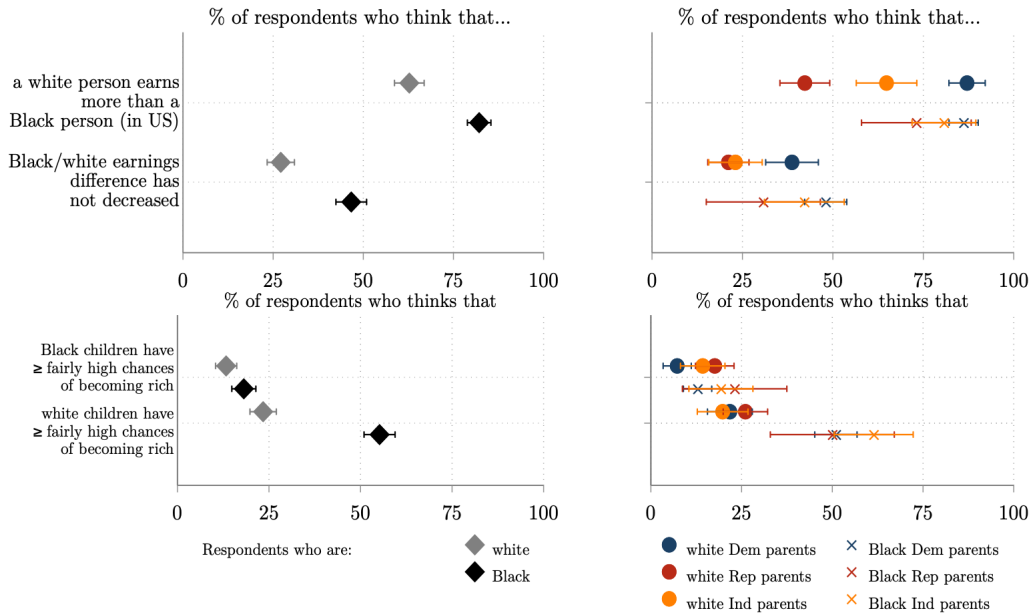 % of respondents who think that...
a white person earns
more than a
Black person (in US)
Black/white earnings
difference has
not decreased
0 25 50 75 100
% of respondents who think that...
0 25 50 75 100
% of respondents who thinks that
Black children have
≥ fairly high chances
of becoming rich
white children have
≥ fairly high chances
of becoming rich
0 25 50 75 100
% of respondents who thinks that
0 25 50 75 100
Respondents who are:
white
Black
white Dem parents
white Rep parents
white Ind parents
Black Dem parents
Black Rep parents
Black Ind parents